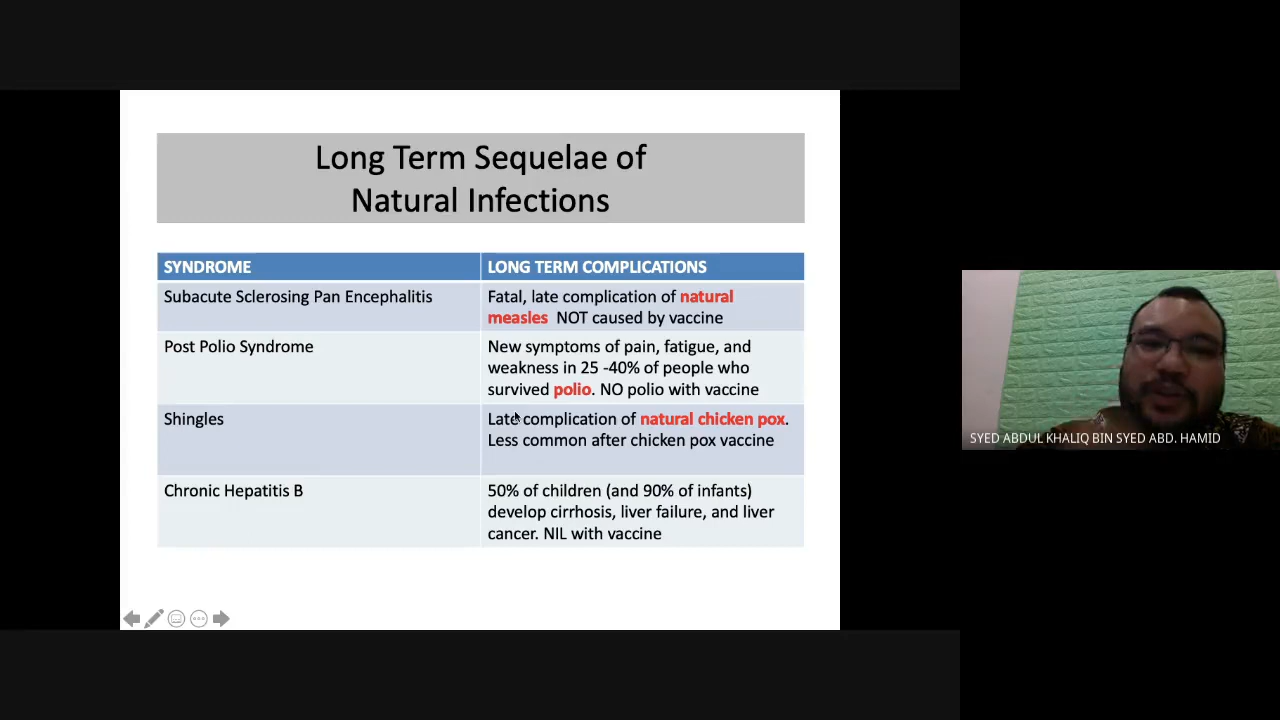 Long Term Sequelae of
Natural Infections
SYNDROME
LONG TERM COMPLICATIONS
Subacute Sclerosing Pan Encephalitis
Fatal, late complication of natural
measles NOT caused by vaccine
Post Polio Syndrome
New symptoms of pain, fatigue, and
weakness in 25 -40% of people who
survived polio. NO polio with vaccine
Shingles
Late complication of natural chicken pox.
Less common after chicken pox vaccine
Chronic Hepatitis B
50% of children (and 90% of infants)
develop cirrhosis, liver failure, and liver
cancer. NIL with vaccine
SYED ABDUL KHALIQ BIN SYED ABD. HAMID